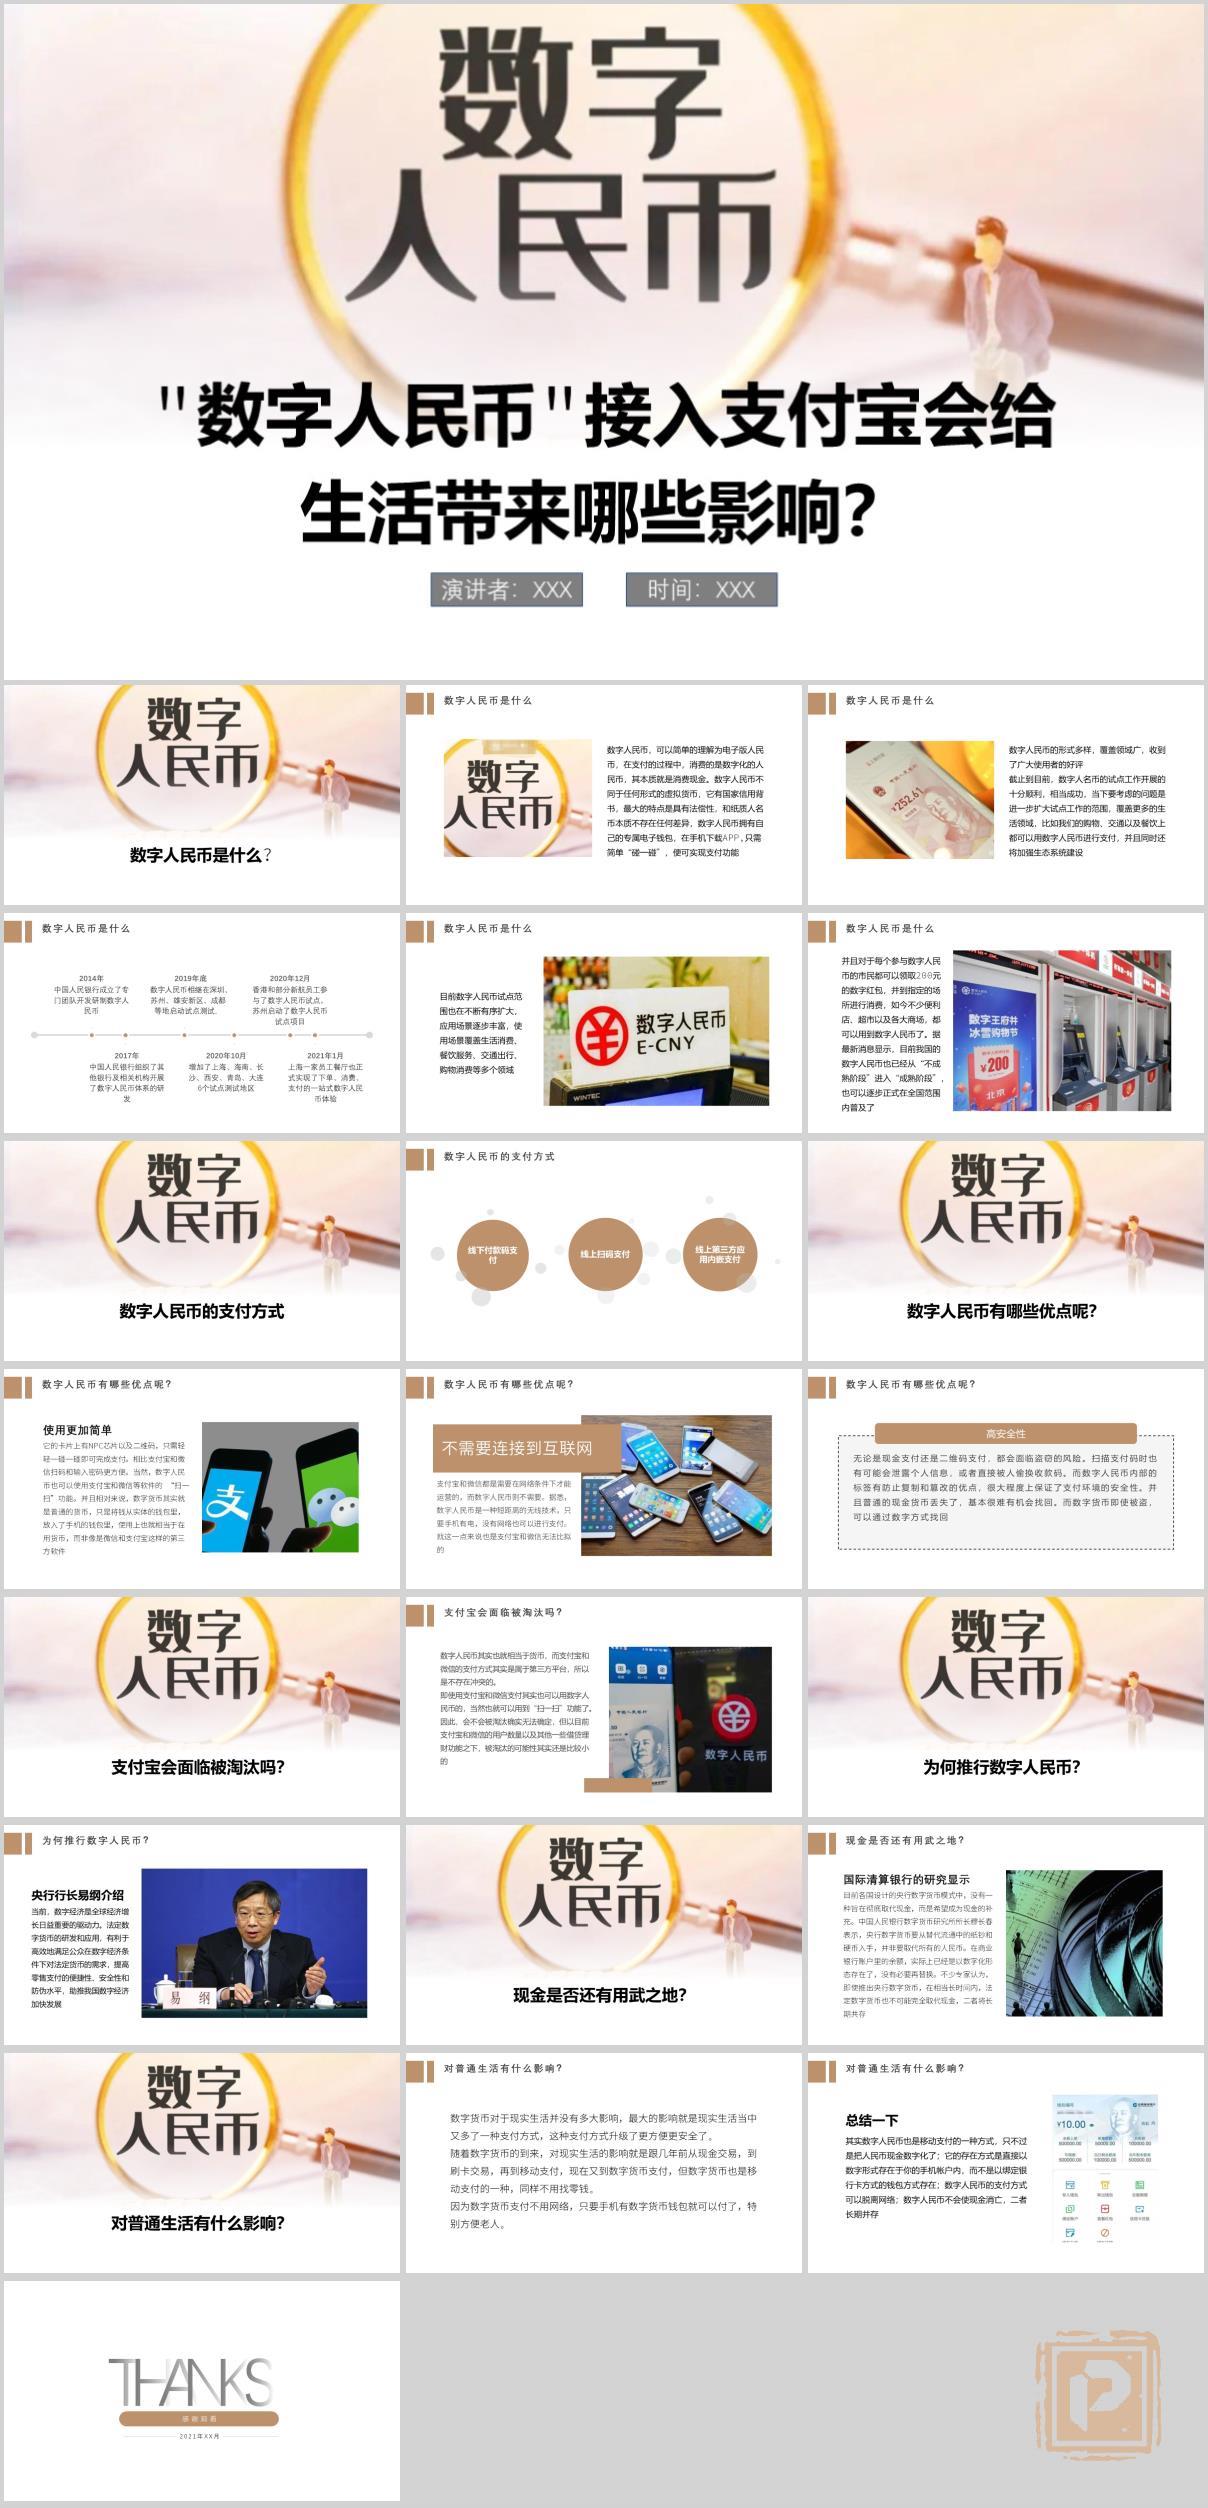 数字
人民币
"数字人民币"接入支付宝会给
生活带来哪些影响?
演讲者：XXX
时间：XXX
数字
人民币
数字人民币是什么?
数字人民币是什么
数字
人民币
数字人民币，可以简单的理解为电子版人民
币，在支付的过程中，消费的是数字化的人
民币，其本质就是消费现金。数字人民币不
同于任何形式的虚拟货币，它有国家信用背
书，最大的特点是具有法偿性，和纸质人名
币本质不存在任何差异，数字人民币拥有自
己的专属电子钱包，在手机下载APP,只需
简单“碰一碰”，便可实现支付功能
数字人民币是什么
¥252.61
数字人民币的形式多样，覆盖领域广，收到
了广大使用者的好评
截止到目前，数字人名币的试点工作开展的
十分顺利，相当成功，当下要考虑的问题是
进一步扩大试点工作的范围，覆盖更多的生
活领域，比如我们的购物、交通以及餐饮上
都可以用数字人民币进行支付，并且同时还
将加强生态系统建设
数字人民币是什么
2014年
中国人民银行成立了专
门团队开发研制数字人
民币
2019年底
数字人民币相继在深圳、
苏州、雄安新区、成都
等地启动试点测试.
2020年12月
香港和部分新航员工参
与了数字人民币试点，
苏州启动了数字人民币
试点项目
2017年
中国人民银行组织了其
他银行及相关机构开展
了数字人民币体系的研
发
2020年10月
增加了上海、海南、长
沙、西安、青岛、大连
6个试点测试地区
2021年1月
上海一家员工餐厅也正
式实现了下单、消费、
支付的一站式数字人民
币体验
数字人民币是什么
目前数字人民币试点范
围也在不断有序扩大，
应用场景逐步丰富，使
用场景覆盖生活消费、
餐饮服务、交通出行、
购物消费等多个领域
数字人民币
E-CNY
WINTEC
数字人民币是什么
并且对于每个参与数字人民
币的市民都可以领取200元
的数字红包，并到指定的场
所进行消费，如今不少便利
店、超市以及各大商场，都
可以用到数字人民币了。据
最新消息显示，目前我国的
数字人民币也已经从“不成
熟阶段”进入“成熟阶段”，
也可以逐步正式在全国范围
内普及了
数字王府井
冰雪购物节
¥200
北京
数字
人民币
数字人民币的支付方式
数字人民币的支付方式
线下付款码支
付
线上扫码支付
线上第三方应
用内嵌支付
数字
人民币
数字人民币有哪些优点呢?
数字人民币有哪些优点呢?
使用更加简单
它的卡片上有NPC芯片以及二维码。只需轻
轻一碰一碰即可完成支付。相比支付宝和微
信扫码和输入密码更方便。当然，数字人民
币也可以使用支付宝和微信等软件的 “扫一
扫”功能。并且相对来说，数字货币其实就
是普通的货币，只是将钱从实体的钱包里，
放入了手机的钱包里，使用上也就相当于在
用货币，而非像是微信和支付宝这样的第三
方软件
支
数字人民币有哪些优点呢?
不需要连接到互联网
支付宝和微信都是需要在网络条件下才能
运营的，而数字人民币则不需要。据悉，
数字人民币是一种短距离的无线技术，只
要手机有电，没有网络也可以进行支付。
就这一点来说也是支付宝和微信无法比拟
的
数字人民币有哪些优点呢?
高安全性
无论是现金支付还是二维码支付，都会面临盗窃的风险。扫描支付码时也
有可能会泄露个人信息，或者直接被人偷换收款码。而数字人民币内部的
标签有防止复制和篡改的优点，很大程度上保证了支付环境的安全性。并
且普通的现金货币丢失了，基本很难有机会找回。而数字货币即使被盗，
可以通过数字方式找回
数字
人民币
支付宝会面临被淘汰吗?
支付宝会面临被淘汰吗?
数字人民币其实也就相当于货币，而支付宝和
微信的支付方式其实是属于第三方平台，所以
是不存在冲突的。
即使用支付宝和微信支付其实也可以用数字人
民币的，当然也就可以用到“扫一扫”功能了。
因此，会不会被淘汰确实无法确定，但以目前
支付宝和微信的用户数量以及其他一些借贷理
财功能之下，被淘汰的可能性其实还是比较小
的
数字人民币
数字
人民币
为何推行数字人民币?
为何推行数字人民币?
央行行长易纲介绍
当前，数字经济是全球经济增
长日益重要的驱动力。法定数
字货币的研发和应用，有利于
高效地满足公众在数字经济条
件下对法定货币的需求，提高
零售支付的便捷性、安全性和
防伪水平，助推我国数字经济
加快发展
易 纲
数字
人民币
现金是否还有用武之地?
现金是否还有用武之地?
国际清算银行的研究显示
目前各国设计的央行数字货币模式中，没有一
种旨在彻底取代现金，而是希望成为现金的补
充。中国人民银行数字货币研究所所长穆长春
表示，央行数字货币要从替代流通中的纸钞和
硬币入手，并非要取代所有的人民币。在商业
银行账户里的余额，实际上已经是以数字化形
态存在了，没有必要再替换。不少专家认为，
即使推出央行数字货币，在相当长时间内，法
定数字货币也不可能完全取代现金，二者将长
期共存
数字
人民币
对普通生活有什么影响?
对普通生活有什么影响?
数字货币对于现实生活并没有多大影响，最大的影响就是现实生活当中
又多了一种支付方式，这种支付方式升级了更方便更安全了。
随着数字货币的到来，对现实生活的影响就是跟几年前从现金交易，到
刷卡交易，再到移动支付，现在又到数字货币支付，但数字货币也是移
动支付的一种，同样不用找零钱。
因为数字货币支付不用网络，只要手机有数字货币钱包就可以付了，特
别方便老人。
对普通生活有什么影响?
总结一下
其实数字人民币也是移动支付的一种方式，只不过
是把人民币现金数字化了；它的存在方式是直接以
数字形式存在于你的手机帐户内，而不是以绑定银
行卡方式的钱包方式存在；数字人民币的支付方式
可以脱离网络；数字人民币不会使现金消亡，二者
长期并存
¥10.00
THANKS
感谢观看
2021年XX月